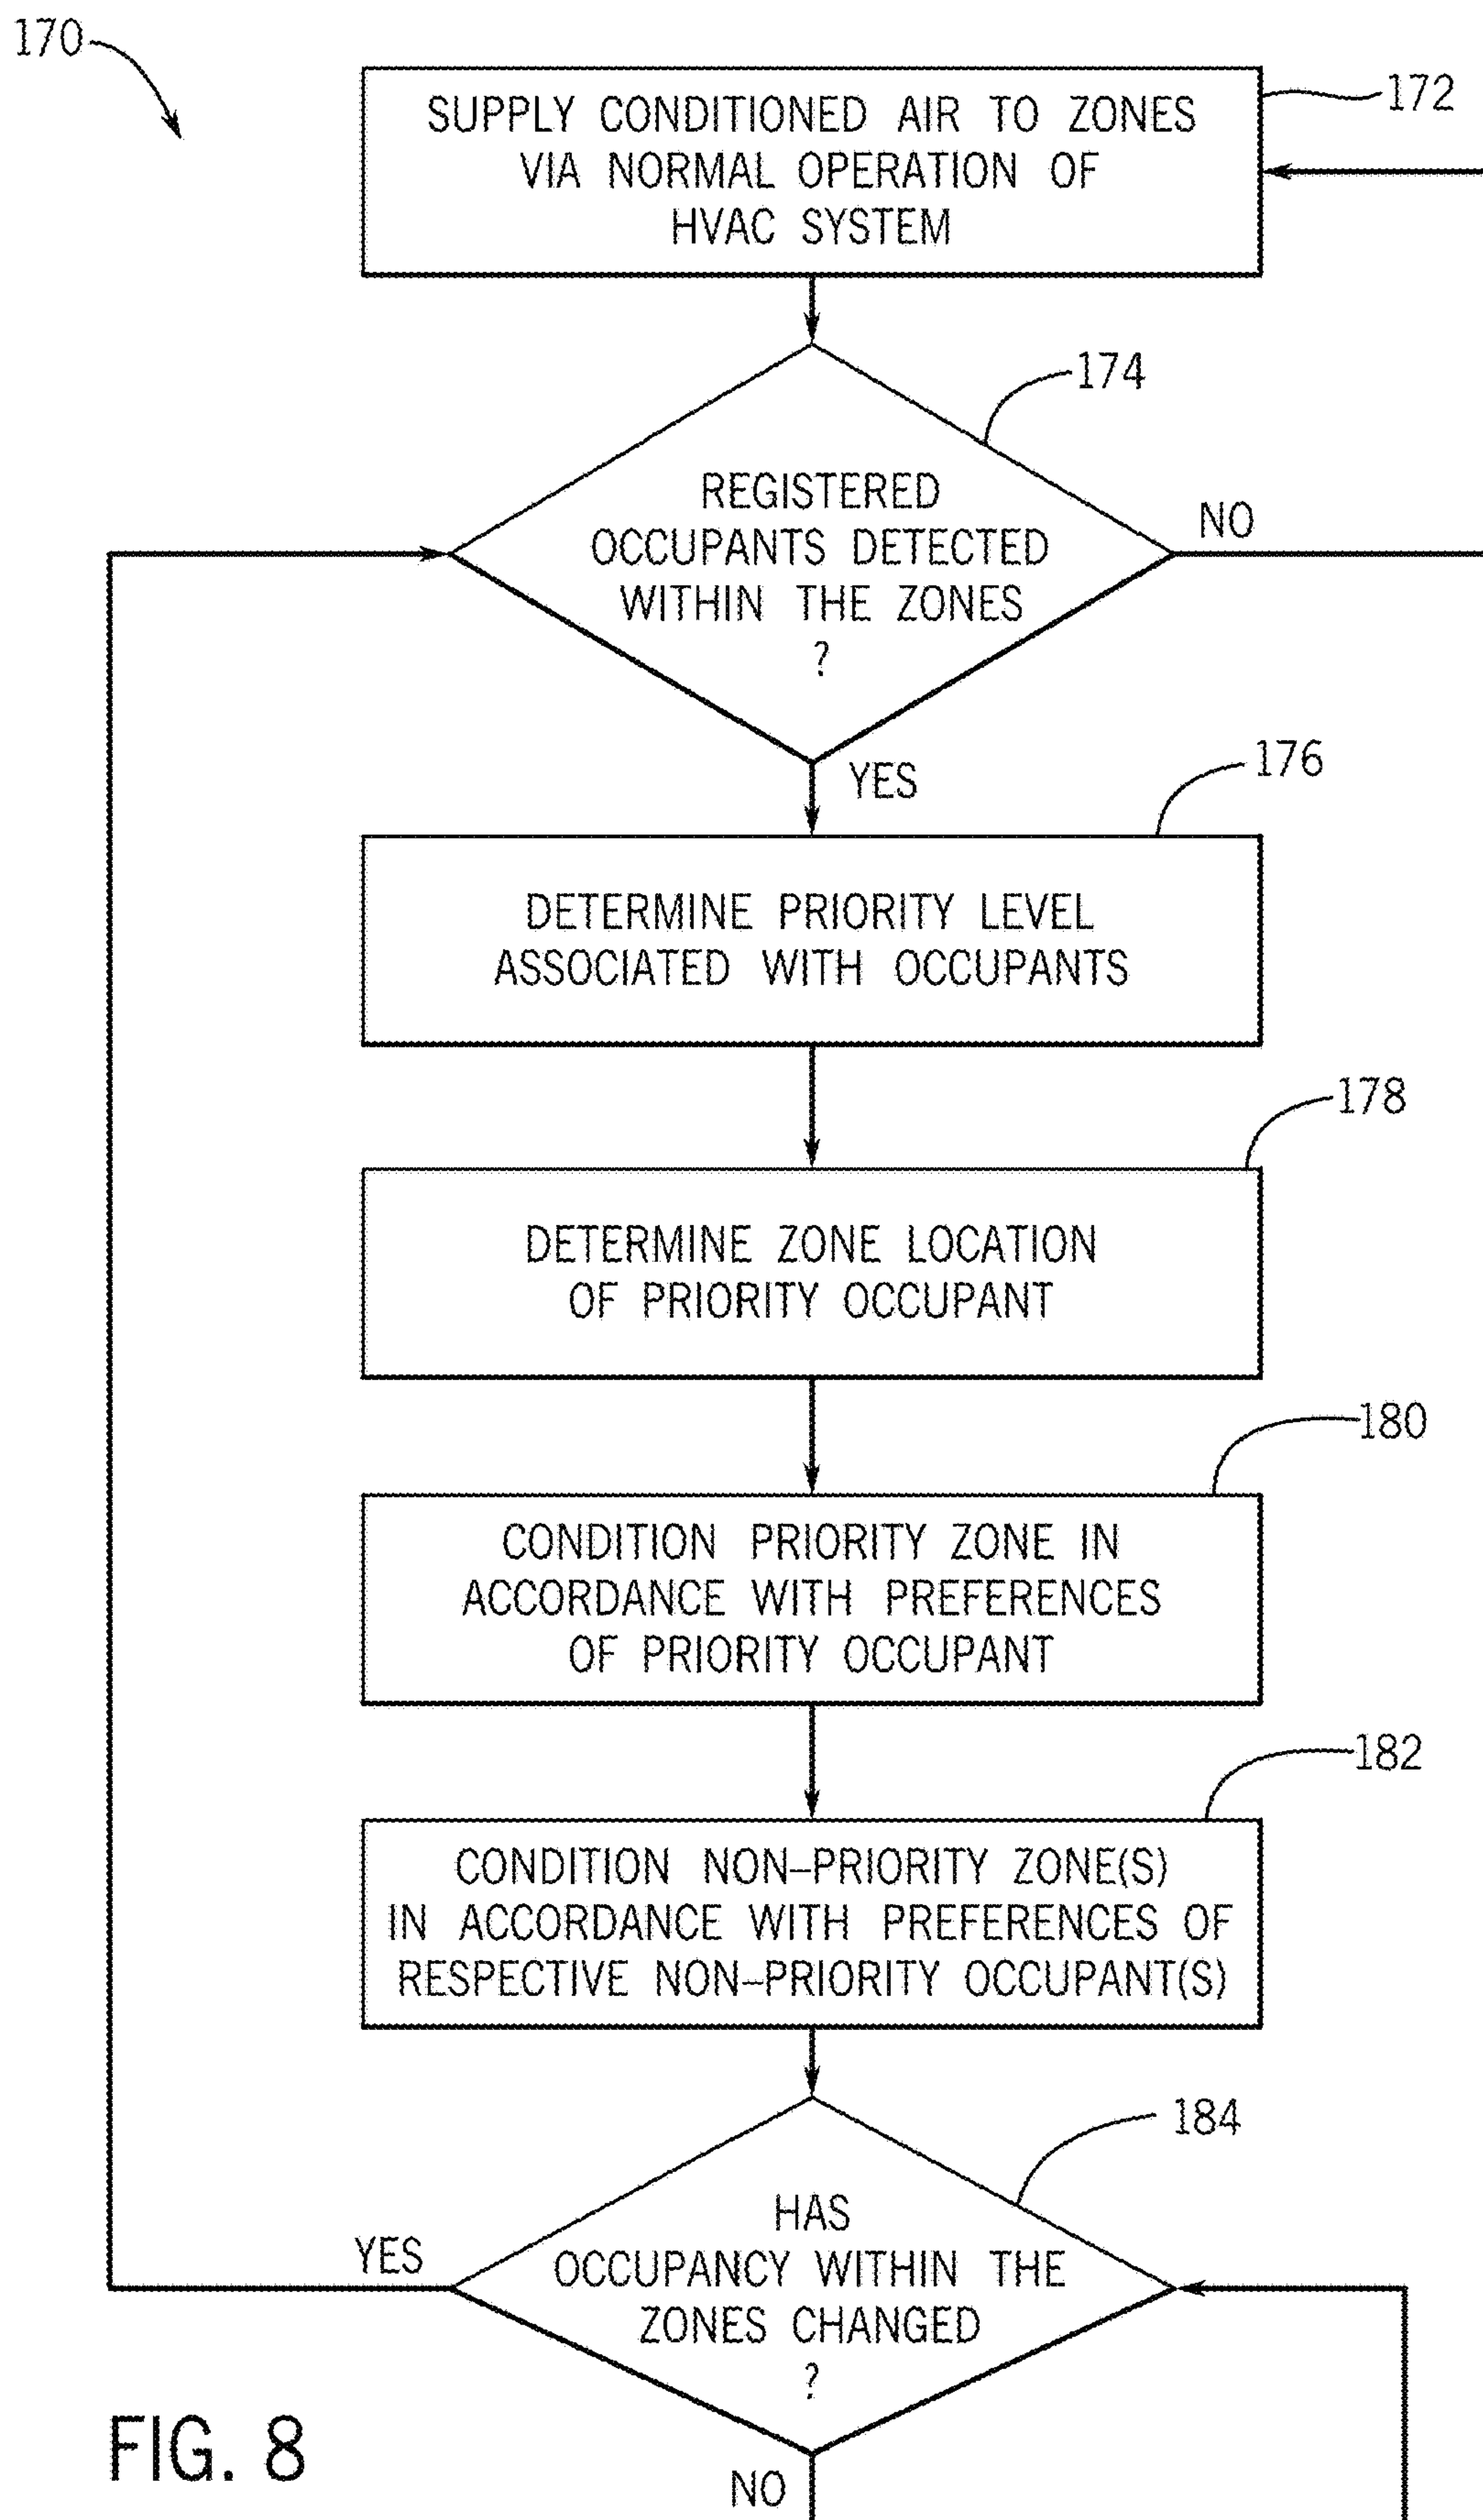 170
SUPPLY CONDITIONED AIR TO ZONES
VIA NORMAL OPERATION OF
HVAC SYSTEM
172
174
REGISTERED
OCCUPANTS DETECTED
WITHIN THE ZONES
?
NO
YES
176
DETERMINE PRIORITY LEVEL
ASSOCIATED WITH OCCUPANTS
178
DETERMINE ZONE LOCATION
OF PRIORITY OCCUPANT
180
CONDITION PRIORITY ZONE IN
ACCORDANCE WITH PREFERENCES
OF PRIORITY OCCUPANT
182
CONDITION NON-PRIORITY ZONE(S)
IN ACCORDANCE WITH PREFERENCES OF
RESPECTIVE NON-PRIORITY OCCUPANT(S)
184
HAS
OCCUPANCY WITHIN THE
ZONES CHANGED
?
YES
NO
FIG. 8